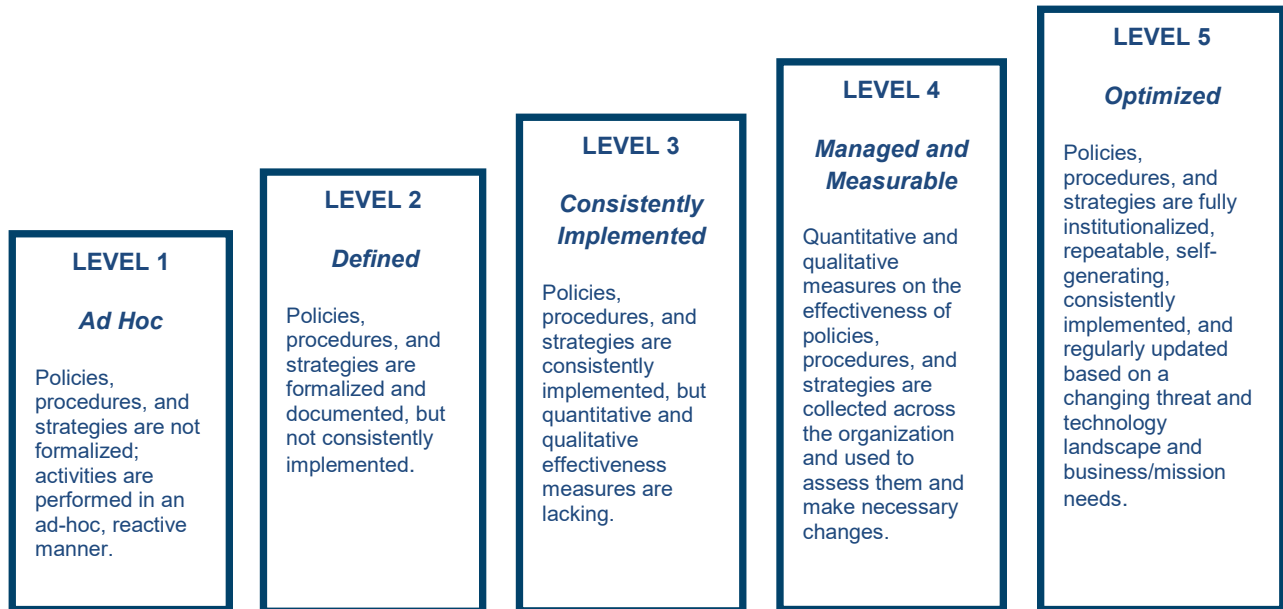 LEVEL 1
Ad Hoc
Policies,
procedures, and
strategies are not
formalized;
activities are
performed in an
ad-hoc, reactive
manner.
LEVEL 2
Defined
Policies,
procedures, and
strategies are
formalized and
documented, but
not consistently
implemented.
LEVEL 3
Consistently
Implemented
Policies,
procedures, and
strategies are
consistently
implemented, but
quantitative and
qualitative
effectiveness
measures are
lacking.
LEVEL 4
Managed and
Measurable
Quantitative and
qualitative
measures on the
effectiveness of
policies,
procedures, and
strategies are
collected across
the organization
and used to
assess them and
make necessary
changes.
LEVEL 5
Optimized
Policies,
procedures, and
strategies are fully
institutionalized,
repeatable, self-
generating,
consistently
implemented, and
regularly updated
based on a
changing threat and
technology
landscape and
business/mission
needs.